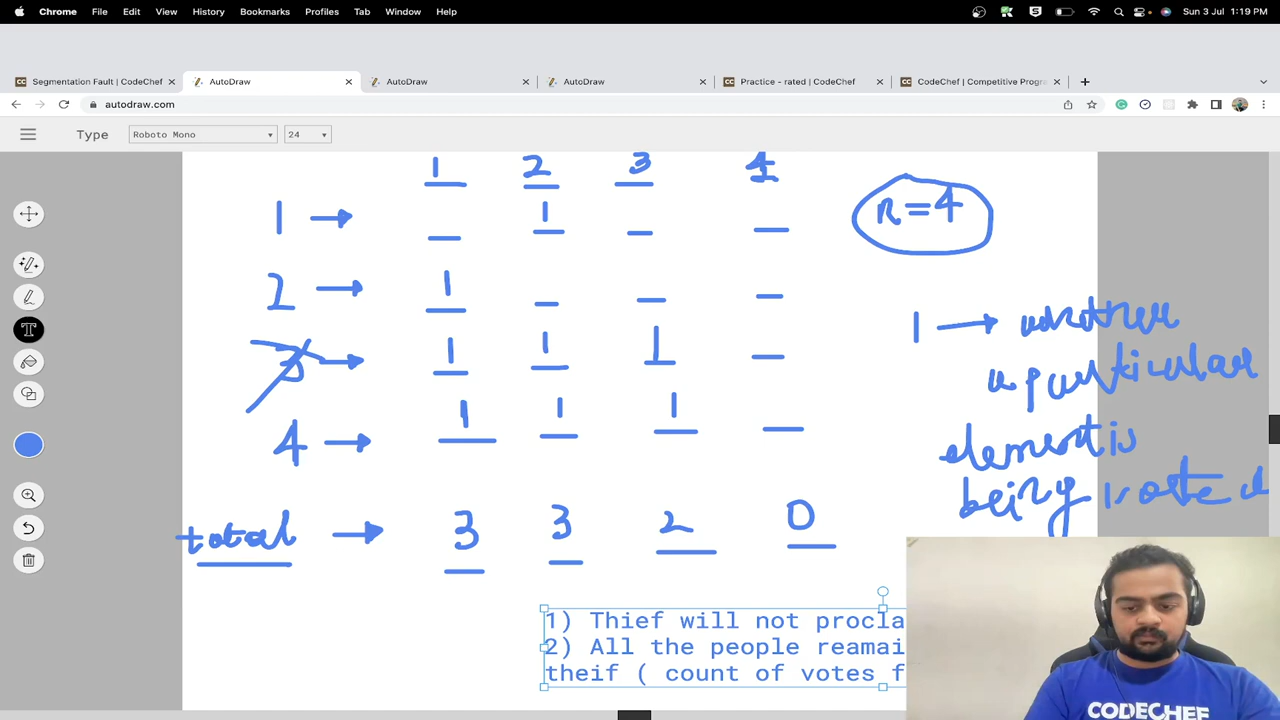 Chrome File Edit View History Bookmarks Profiles Tab Window Help Sun 3 Jul 1:19 PM
Segmentation Fault | CodeChef AutoDraw AutoDraw AutoDraw Practice - rated | CodeChef CodeChef | Competitive Progr
autodraw.com
Type Roboto Mono 24
1 2 3 4
1 → _ 1 _ _
n=4
2 → 1 _ _ _
1 → whether
3 → 1 1 1 _
a particular
4 → 1 1 1 _
element is
being voted
total → 3 3 2 0
1) Thief will not procla
2) All the people reamai
theif ( count of votes f
CODECHEF